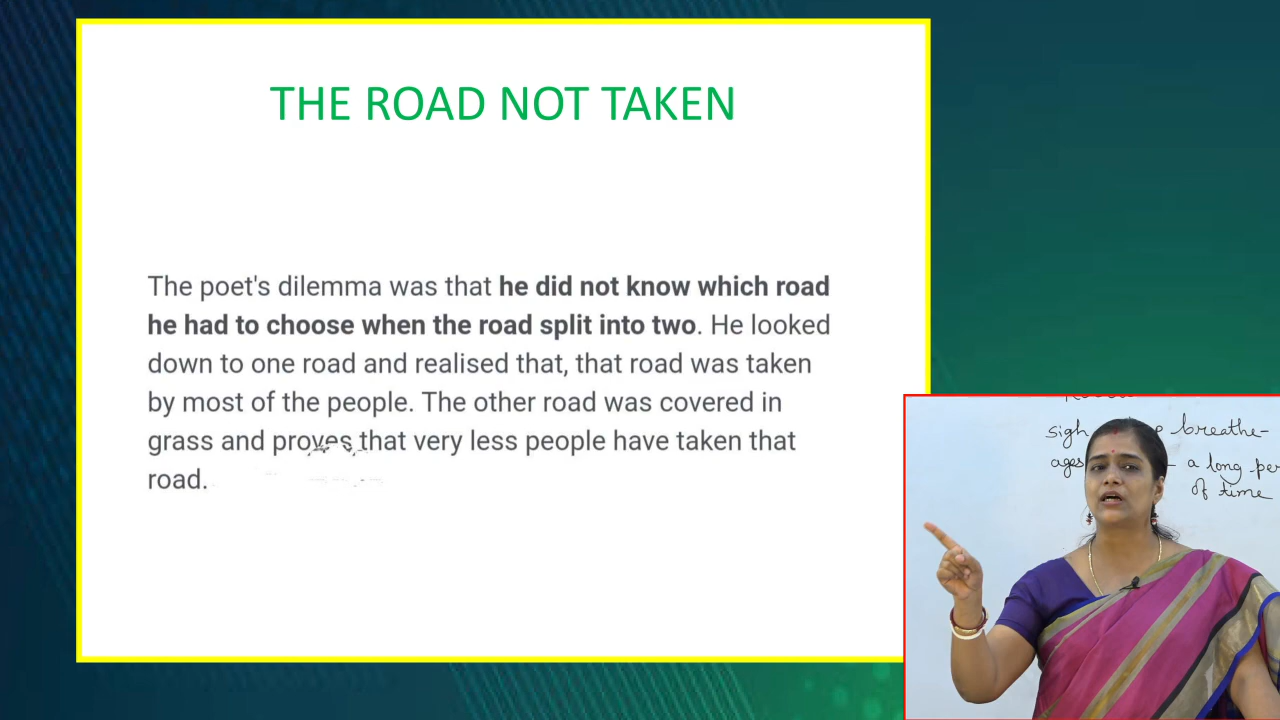 THE ROAD NOT TAKEN
The poet's dilemma was that he did not know which road
he had to choose when the road split into two. He looked
down to one road and realised that, that road was taken
by most of the people. The other road was covered in
grass and proves that very less people have taken that
road.
sigh breathe-
ages - a long
of time